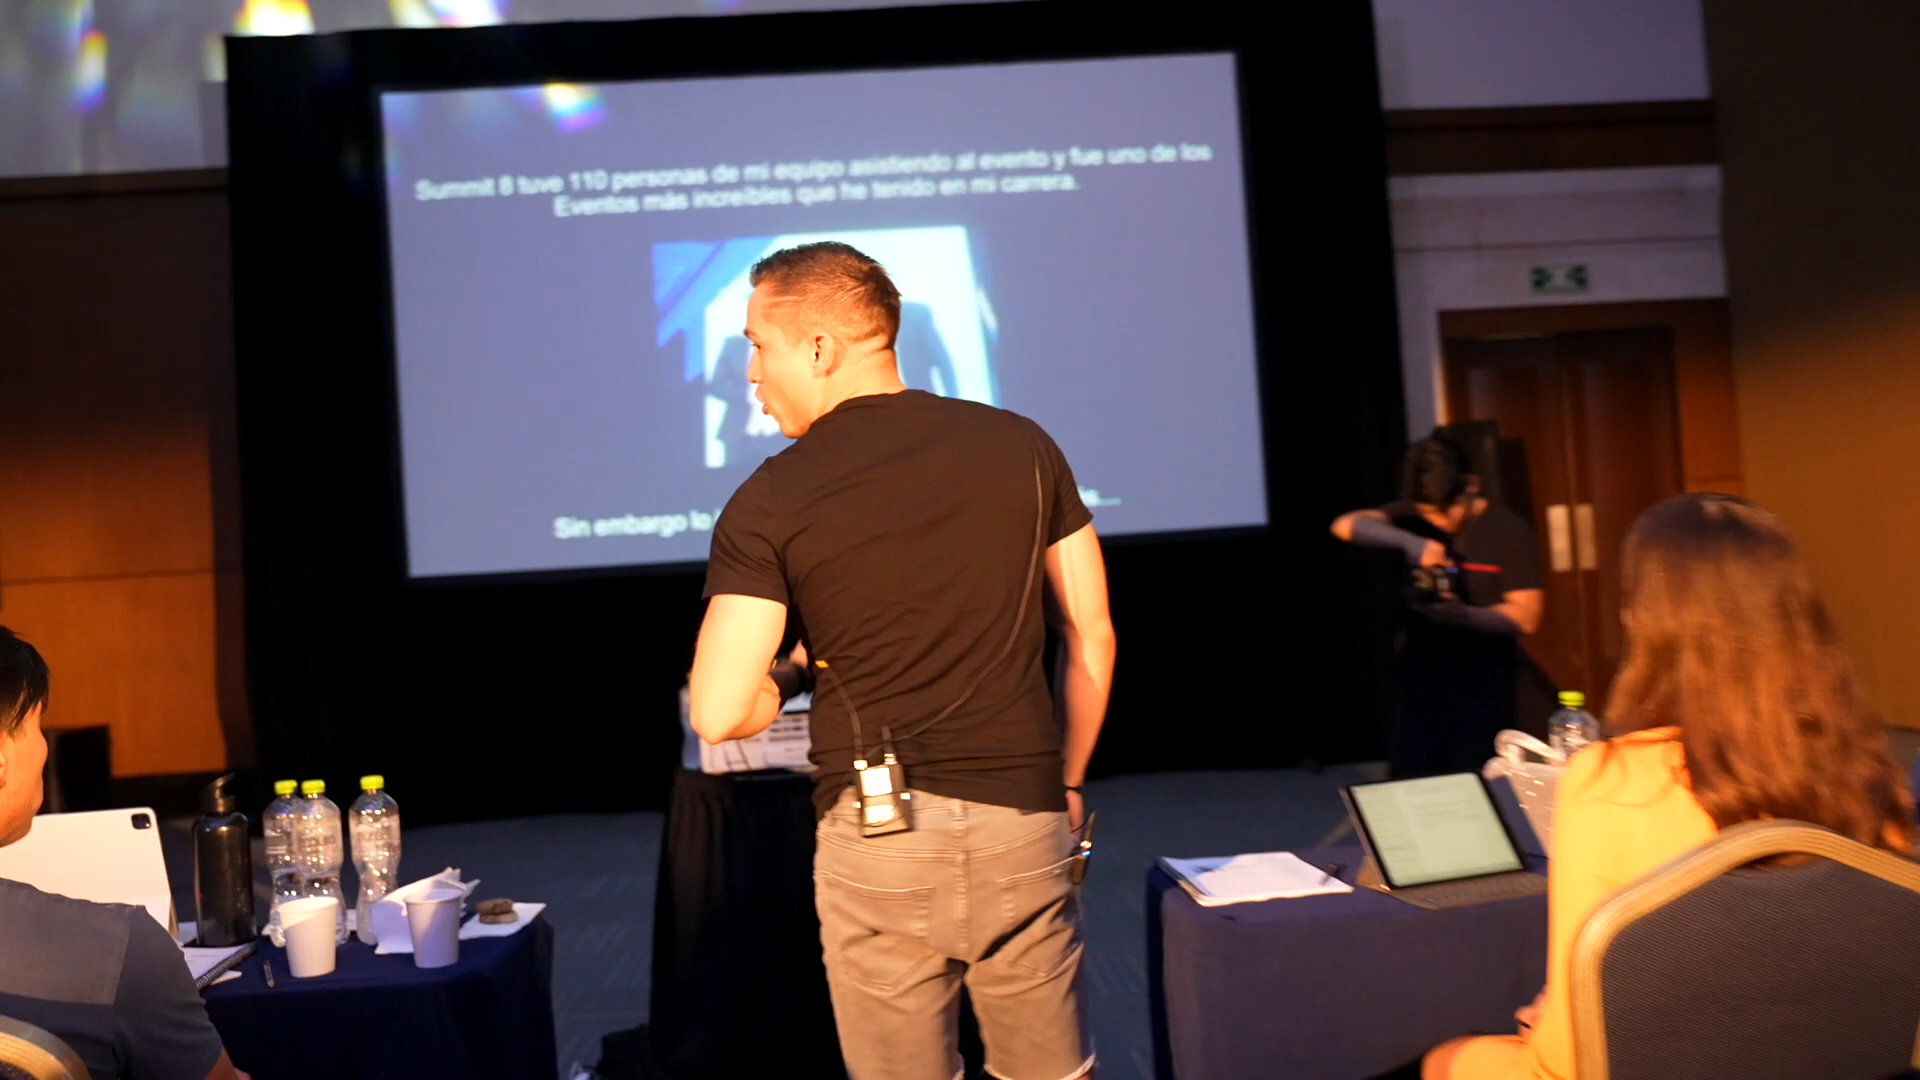 Summit 8 tuve 110 personas de mi equipo asistiendo al evento y fue uno de los
Eventos más increíbles que he tenido en mi carrera.
Sin embargo lo